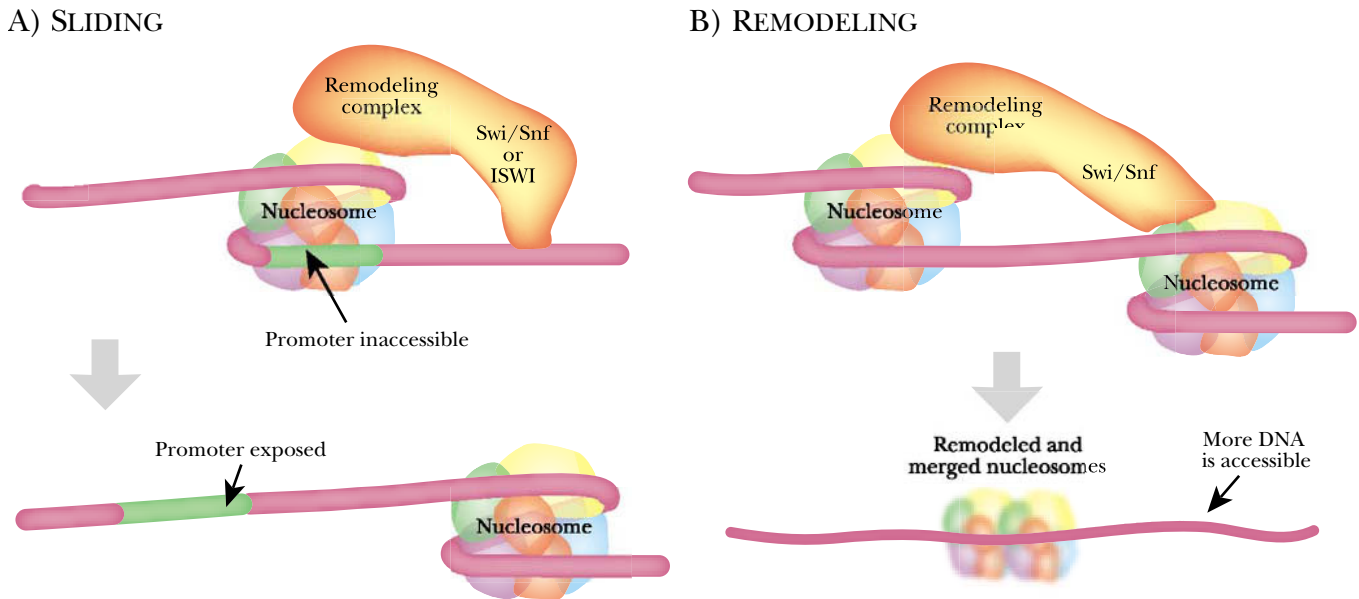 A) SLIDING
Remodeling
complex
Swi/Snf
or
ISWI
Nucleosome
Promoter inaccessible
Promoter exposed
Nucleosome
B) REMODELING
Remodeling
complex
Swi/Snf
Nucleosome
Nucleosome
Remodeled and
merged nucleosomes
More DNA
is accessible